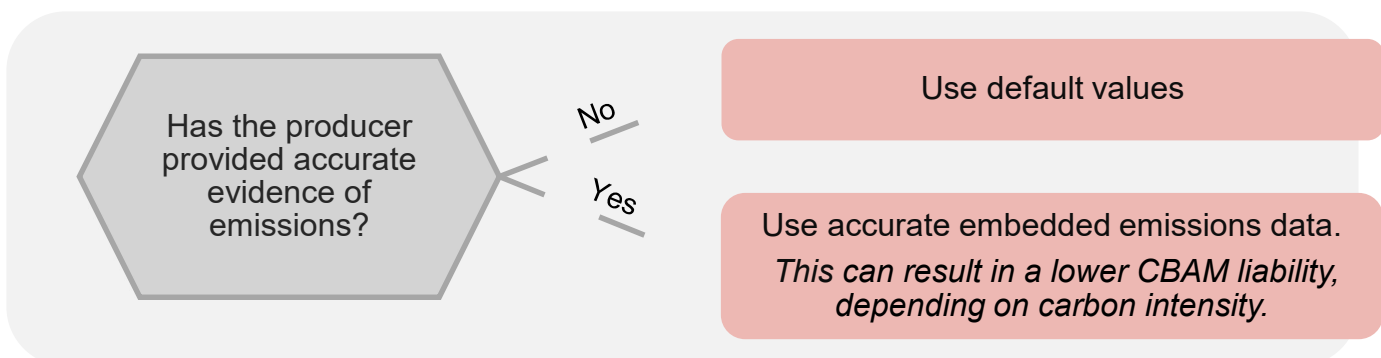 Has the producer
provided accurate
evidence of
emissions?
No
Yes
Use default values
Use accurate embedded emissions data.
This can result in a lower CBAM liability,
depending on carbon intensity.